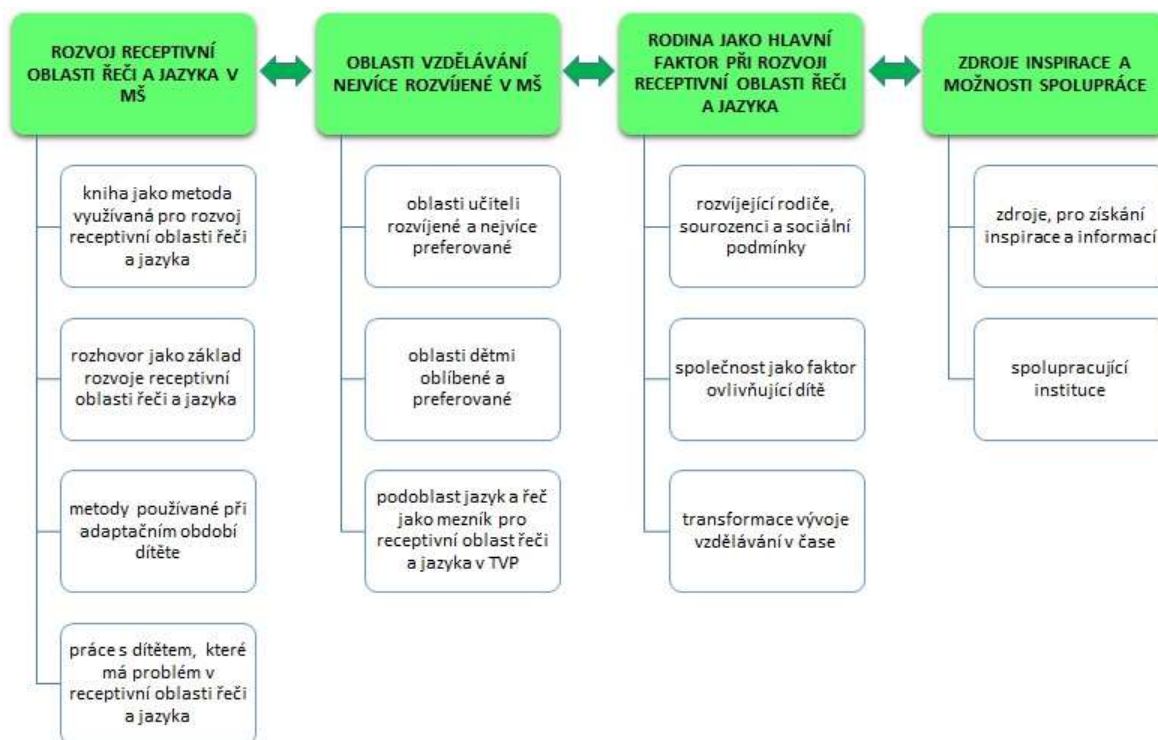 ROZVOJ RECEPTIVNÍ
OBLASTI ŘEČI A JAZYKA V
MŠ
kniha jako metoda
využívaná pro rozvoj
receptivní oblasti řeči
a jazyka
rozhovor jako základ
rozvoje receptivní
oblasti řeči a jazyka
metody používané při
adaptačním období
dítěte
práce s dítětem, které
má problém v
receptivní oblasti řeči
a jazyka
OBLASTI VZDĚLÁVÁNÍ
NEJVÍCE ROZVÍJENÉ V MŠ
oblasti učiteli
rozvíjené a nejvíce
preferované
oblasti dětmi
oblíbené a
preferované
podoblast jazyk a řeč
jako mezník pro
receptivní oblast řeči
a jazyka v TVP
RODINA JAKO HLAVNÍ
FAKTOR PŘI ROZVOJI
RECEPTIVNÍ OBLASTI ŘEČI
A JAZYKA
rozvíjející rodiče,
sourozenci a sociální
podmínky
společnost jako faktor
ovlivňující dítě
transformace vývoje
vzdělávání v čase
ZDROJE INSPIRACE A
MOŽNOSTI SPOLUPRÁCE
zdroje, pro získání
inspirace a informací
spolupracující
instituce